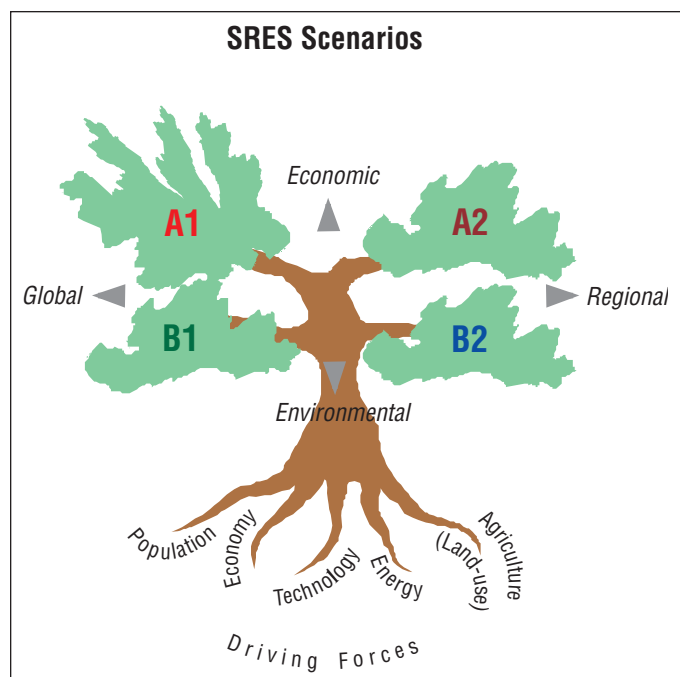 SRES Scenarios
Economic
A1
A2
Global
Regional
B1
B2
Environmental
Population
Economy
Technology
Energy
(Land-use)
Agriculture
Driving Forces